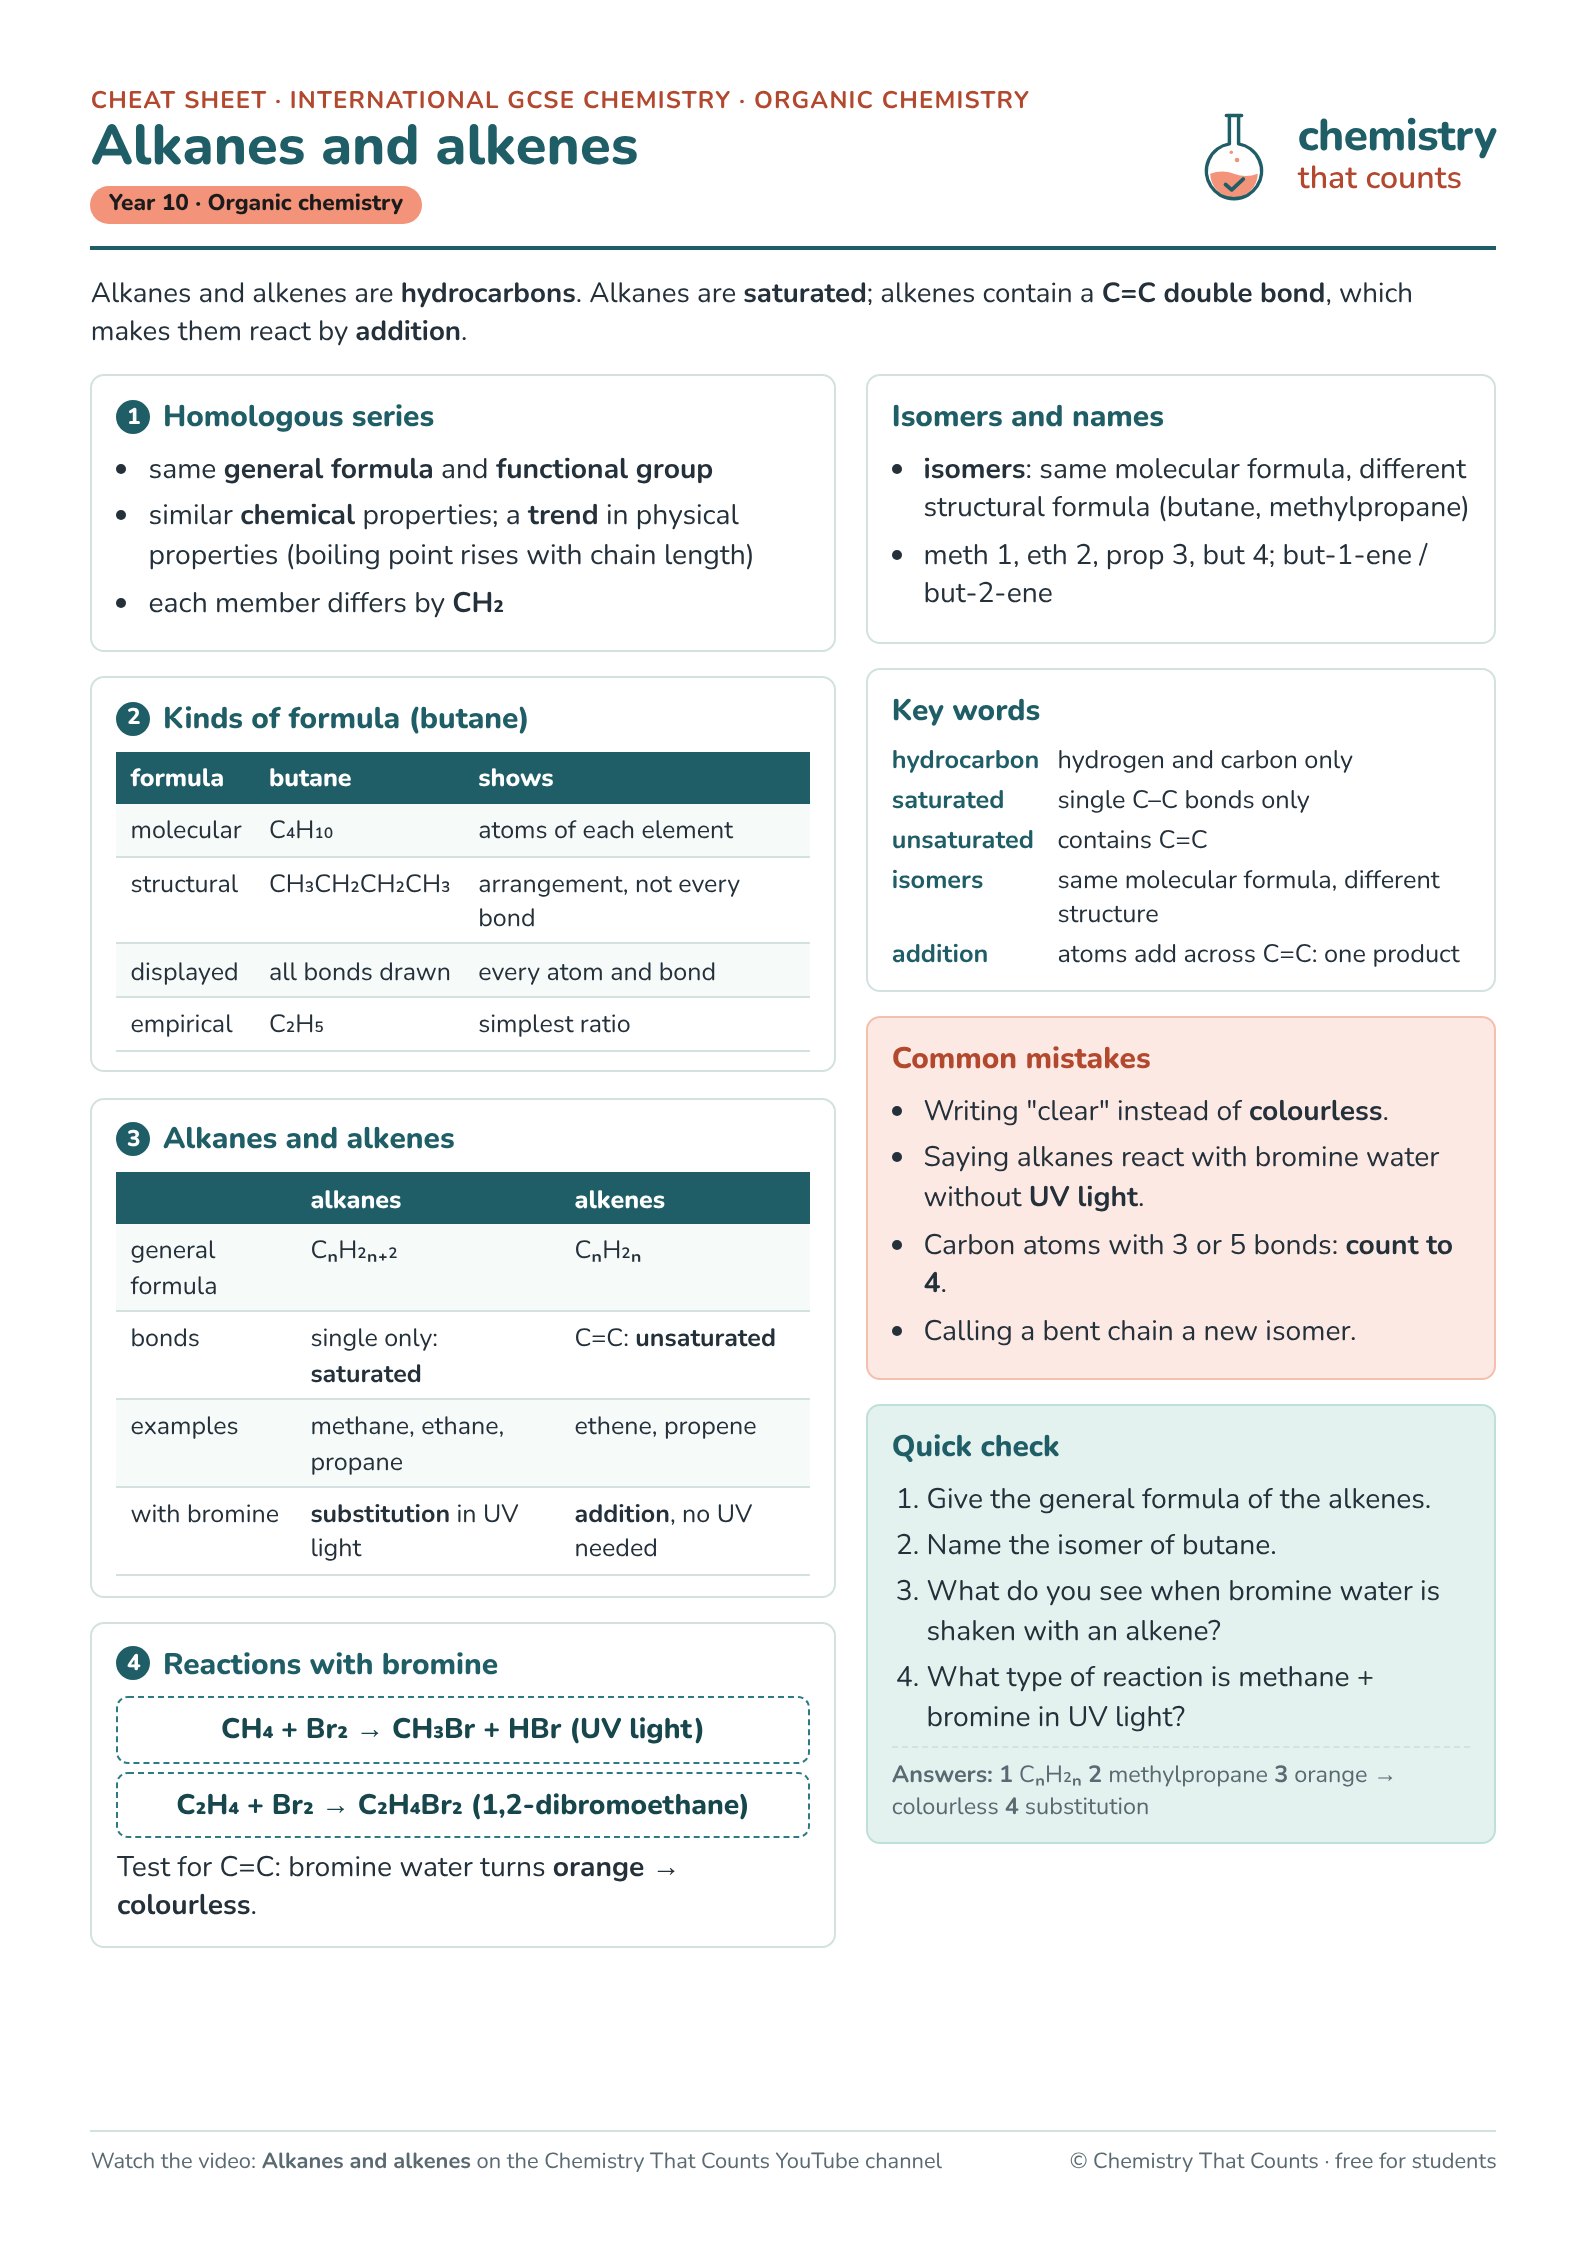 CHEAT SHEET · INTERNATIONAL GCSE CHEMISTRY · ORGANIC CHEMISTRY
Alkanes and alkenes
Year 10 · Organic chemistry
chemistry
that counts
Alkanes and alkenes are hydrocarbons. Alkanes are saturated; alkenes contain a C=C double bond, which
makes them react by addition.
1 Homologous series
• same general formula and functional group
• similar chemical properties; a trend in physical
properties (boiling point rises with chain length)
• each member differs by CH₂
2 Kinds of formula (butane)
formula butane shows
molecular C₄H₁₀ atoms of each element
structural CH₃CH₂CH₂CH₃ arrangement, not every
bond
displayed all bonds drawn every atom and bond
empirical C₂H₅ simplest ratio
3 Alkanes and alkenes
alkanes alkenes
general CₙH₂ₙ₊₂ CₙH₂ₙ
formula
bonds single only: C=C: unsaturated
saturated
examples methane, ethane, ethene, propene
propane
with bromine substitution in UV addition, no UV
light needed
4 Reactions with bromine
CH₄ + Br₂ → CH₃Br + HBr (UV light)
C₂H₄ + Br₂ → C₂H₄Br₂ (1,2-dibromoethane)
Test for C=C: bromine water turns orange →
colourless.
Isomers and names
• isomers: same molecular formula, different
structural formula (butane, methylpropane)
• meth 1, eth 2, prop 3, but 4; but-1-ene /
but-2-ene
Key words
hydrocarbon hydrogen and carbon only
saturated single C–C bonds only
unsaturated contains C=C
isomers same molecular formula, different
structure
addition atoms add across C=C: one product
Common mistakes
• Writing "clear" instead of colourless.
• Saying alkanes react with bromine water
without UV light.
• Carbon atoms with 3 or 5 bonds: count to
4.
• Calling a bent chain a new isomer.
Quick check
1. Give the general formula of the alkenes.
2. Name the isomer of butane.
3. What do you see when bromine water is
shaken with an alkene?
4. What type of reaction is methane +
bromine in UV light?
Answers: 1 CₙH₂ₙ 2 methylpropane 3 orange →
colourless 4 substitution
Watch the video: Alkanes and alkenes on the Chemistry That Counts YouTube channel
© Chemistry That Counts · free for students